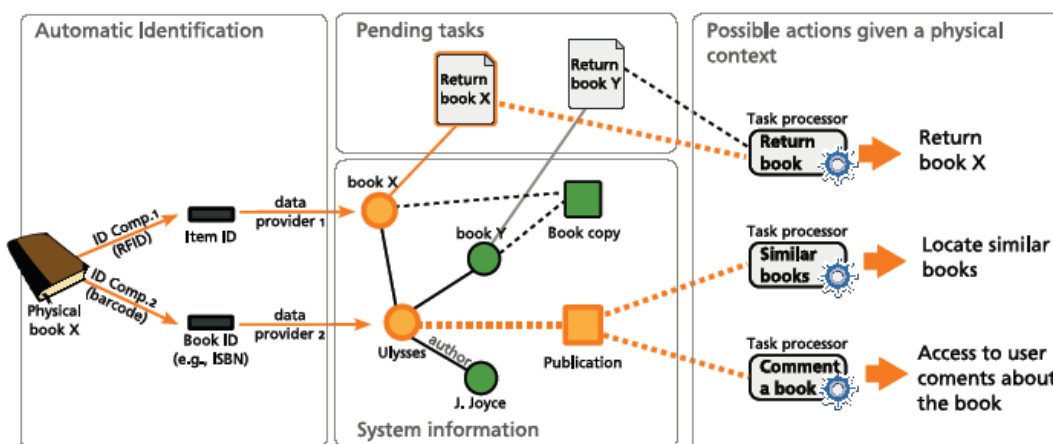 Automatic Identification
Physical
book X
ID Comp.1
(RFID)
ID Comp.2
(barcode)
Item ID
Book ID
(e.g., ISBN)
data
provider 1
data
provider 2
Pending tasks
Return
book X
Return
book Y
book X
book Y
Book copy
Ulysses
author
J. Joyce
Publication
System information
Possible actions given a physical
context
Task processor
Return
book
Return
book X
Task processor
Similar
books
Locate similar
books
Task processor
Comment
a book
Access to user
coments about
the book